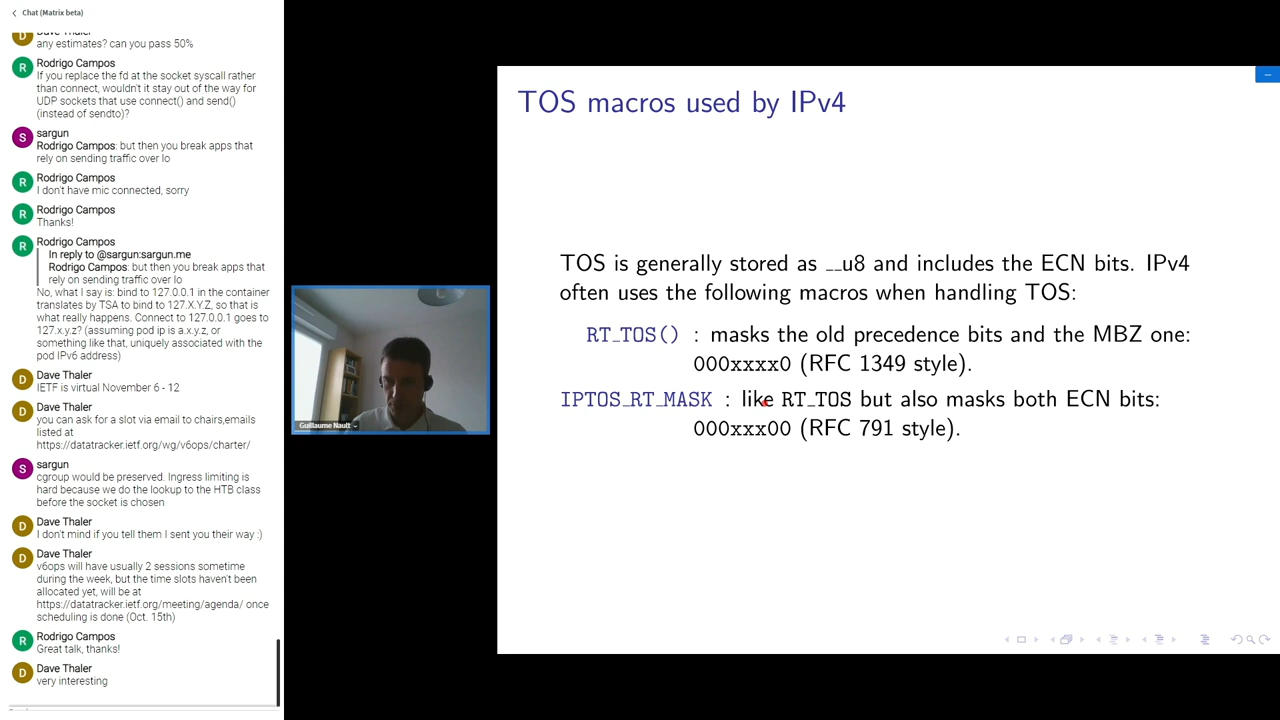 Chat (Matrix beta)
Dave Thaler
any estimates? can you pass 50%
Rodrigo Campos
If you replace the fd at the socket syscall rather
than connect, wouldn't it stay out of the way for
UDP sockets that use connect() and send()
(instead of sendto)?
sargun
Rodrigo Campos: but then you break apps that
rely on sending traffic over lo
Rodrigo Campos
I don't have mic connected, sorry
Rodrigo Campos
Thanks!
Rodrigo Campos
In reply to @sargun:sargun.me
Rodrigo Campos: but then you break apps that
rely on sending traffic over lo
No, what I say is: bind to 127.0.0.1 in the container
translates by TSA to bind to 127.X.Y.Z, so that is
what really happens. Connect to 127.0.0.1 goes to
127.x.y.z? (assuming pod ip is a.x.y.z, or
something like that, uniquely associated with the
pod IPv6 address)
Dave Thaler
IETF is virtual November 6 - 12
Dave Thaler
you can ask for a slot via email to chairs,emails
listed at
https://datatracker.ietf.org/wg/v6ops/charter/
sargun
cgroup would be preserved. Ingress limiting is
hard because we do the lookup to the HTB class
before the socket is chosen
Dave Thaler
I don't mind if you tell them I sent you their way :)
Dave Thaler
v6ops will have usually 2 sessions sometime
during the week, but the time slots haven't been
allocated yet, will be at
https://datatracker.ietf.org/meeting/agenda/ once
scheduling is done (Oct. 15th)
Rodrigo Campos
Great talk, thanks!
Dave Thaler
very interesting
Guillaume Nault
TOS macros used by IPv4
TOS is generally stored as __u8 and includes the ECN bits. IPv4
often uses the following macros when handling TOS:
RT_TOS() : masks the old precedence bits and the MBZ one:
000xxxx0 (RFC 1349 style).
IPTOS_RT_MASK : like RT_TOS but also masks both ECN bits:
000xxx00 (RFC 791 style).